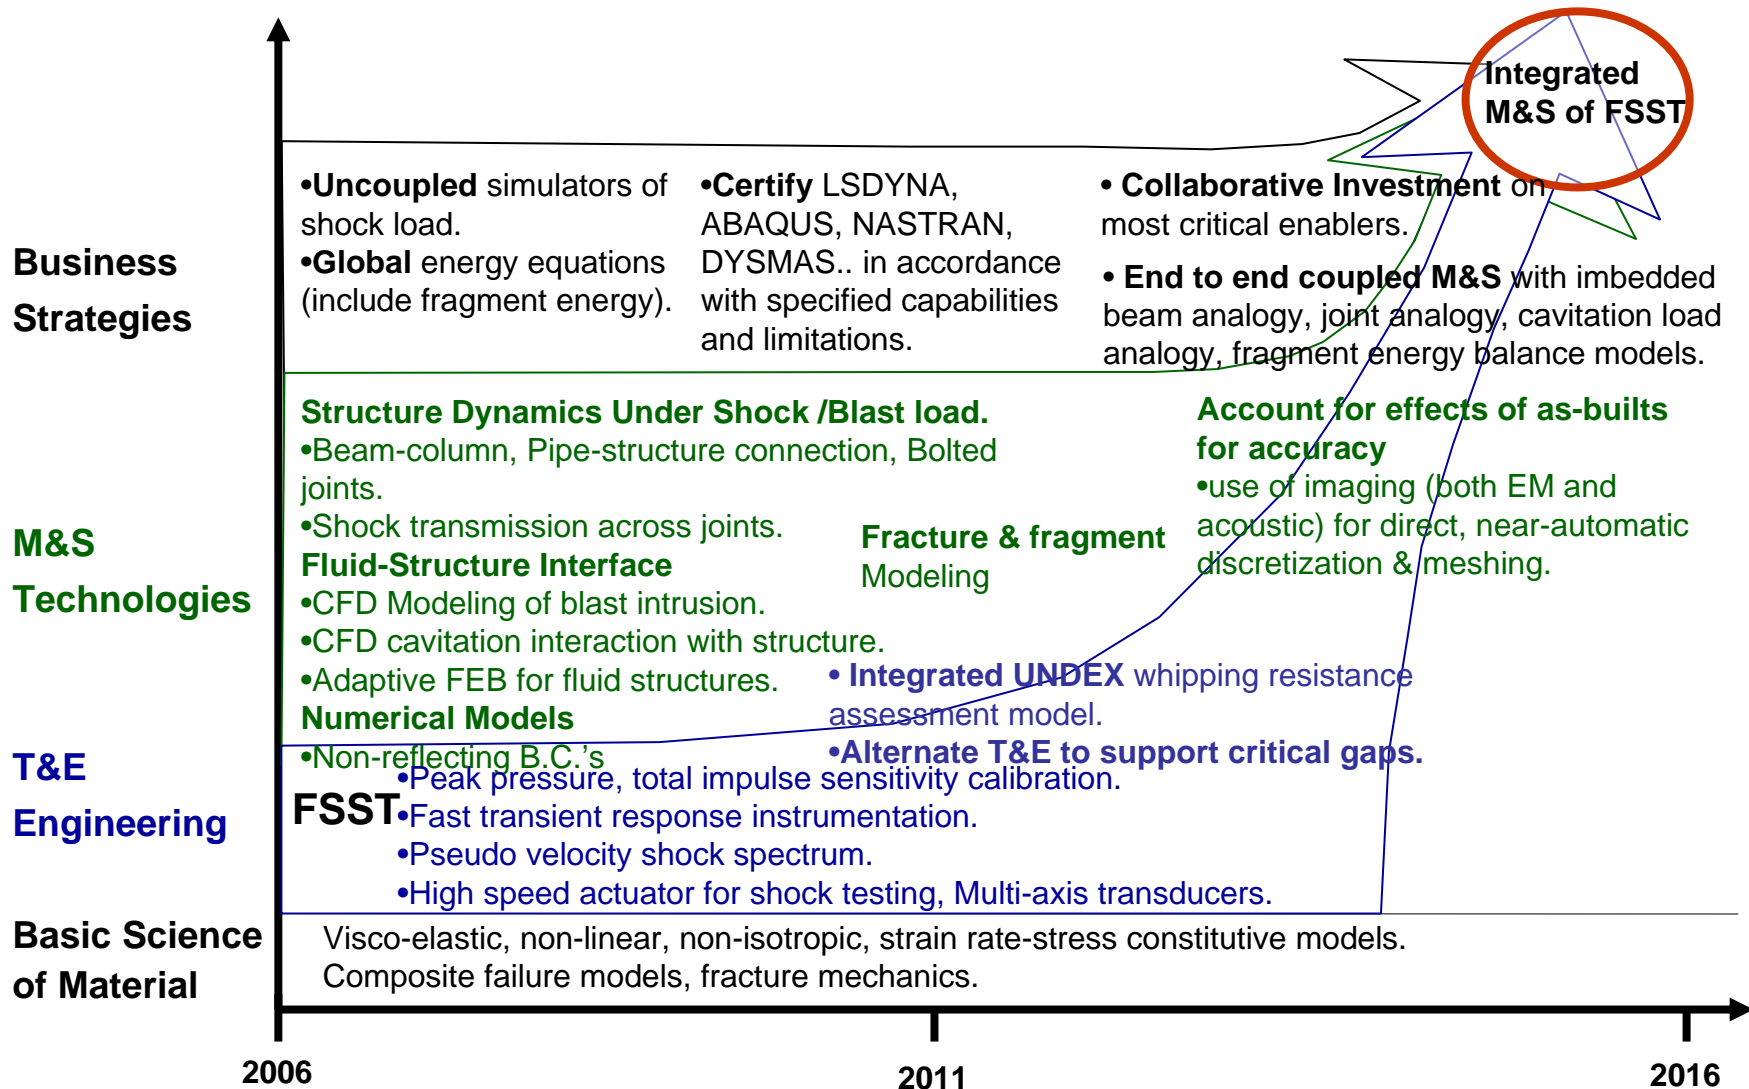 Integrated
M&S of FSST
Business
Strategies
•Uncoupled simulators of
shock load.
•Global energy equations
(include fragment energy).
•Certify LSDYNA,
ABAQUS, NASTRAN,
DYSMAS.. in accordance
with specified capabilities
and limitations.
• Collaborative Investment on
most critical enablers.
• End to end coupled M&S with imbedded
beam analogy, joint analogy, cavitation load
analogy, fragment energy balance models.
M&S
Technologies
Structure Dynamics Under Shock /Blast load.
•Beam-column, Pipe-structure connection, Bolted
joints.
•Shock transmission across joints.
Fluid-Structure Interface
•CFD Modeling of blast intrusion.
•CFD cavitation interaction with structure.
•Adaptive FEB for fluid structures.
Numerical Models
•Non-reflecting B.C.'s
Fracture & fragment
Modeling
Account for effects of as-builts
for accuracy
•use of imaging (both EM and
acoustic) for direct, near-automatic
discretization & meshing.
• Integrated UNDEX whipping resistance
assessment model.
•Alternate T&E to support critical gaps.
T&E
Engineering
FSST
•Peak pressure, total impulse sensitivity calibration.
•Fast transient response instrumentation.
•Pseudo velocity shock spectrum.
•High speed actuator for shock testing, Multi-axis transducers.
Basic Science
of Material
Visco-elastic, non-linear, non-isotropic, strain rate-stress constitutive models.
Composite failure models, fracture mechanics.
2006
2011
2016